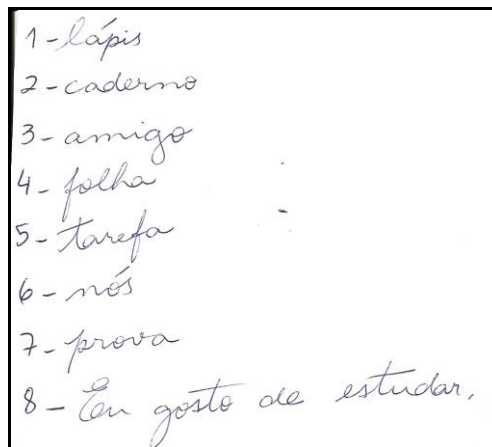 1-lápis
2-caderno
3-amigo
4-folha
5-tarefa
6-nós
7-prova
8-Eu gosto de estudar.